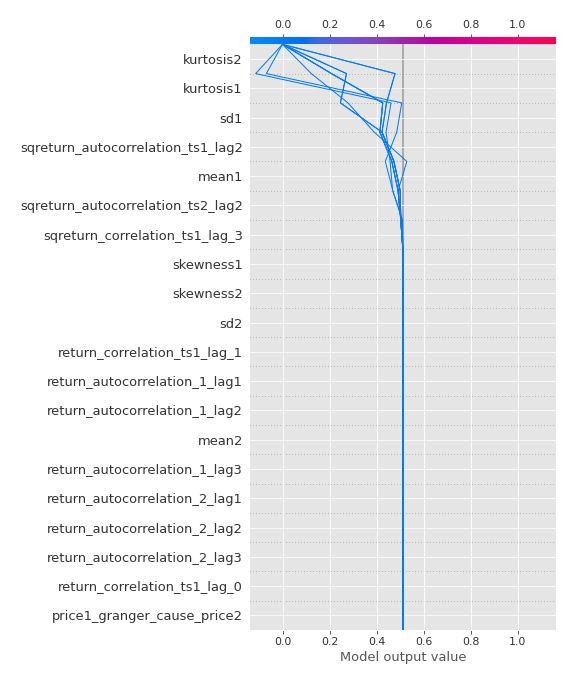 0.0 0.2 0.4 0.6 0.8 1.0
kurtosis2
kurtosis1
sd1
sqreturn_autocorrelation_ts1_lag2
mean1
sqreturn_autocorrelation_ts2_lag2
sqreturn_correlation_ts1_lag_3
skewness1
skewness2
sd2
return_correlation_ts1_lag_1
return_autocorrelation_1_lag1
return_autocorrelation_1_lag2
mean2
return_autocorrelation_1_lag3
return_autocorrelation_2_lag1
return_autocorrelation_2_lag2
return_autocorrelation_2_lag3
return_correlation_ts1_lag_0
price1_granger_cause_price2
0.0 0.2 0.4 0.6 0.8 1.0
Model output value